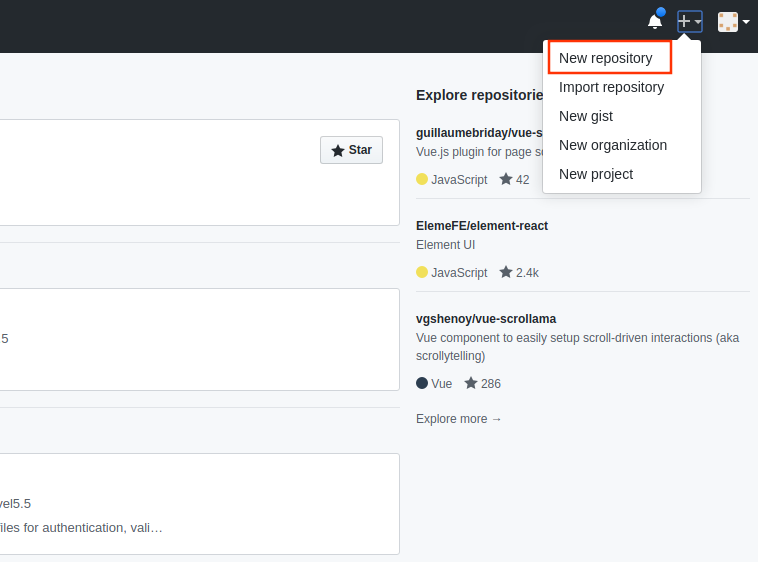 New repository
Import repository
New gist
New organization
New project
Explore repositorie
guillaumebriday/vue-s
Vue.js plugin for page sc
JavaScript 42
ElemeFE/element-react
Element UI
JavaScript 2.4k
vgshenoy/vue-scrollama
Vue component to easily setup scroll-driven interactions (aka
scrollytelling)
Vue 286
Explore more →
Star
.5
vel5.5
iles for authentication, vali…